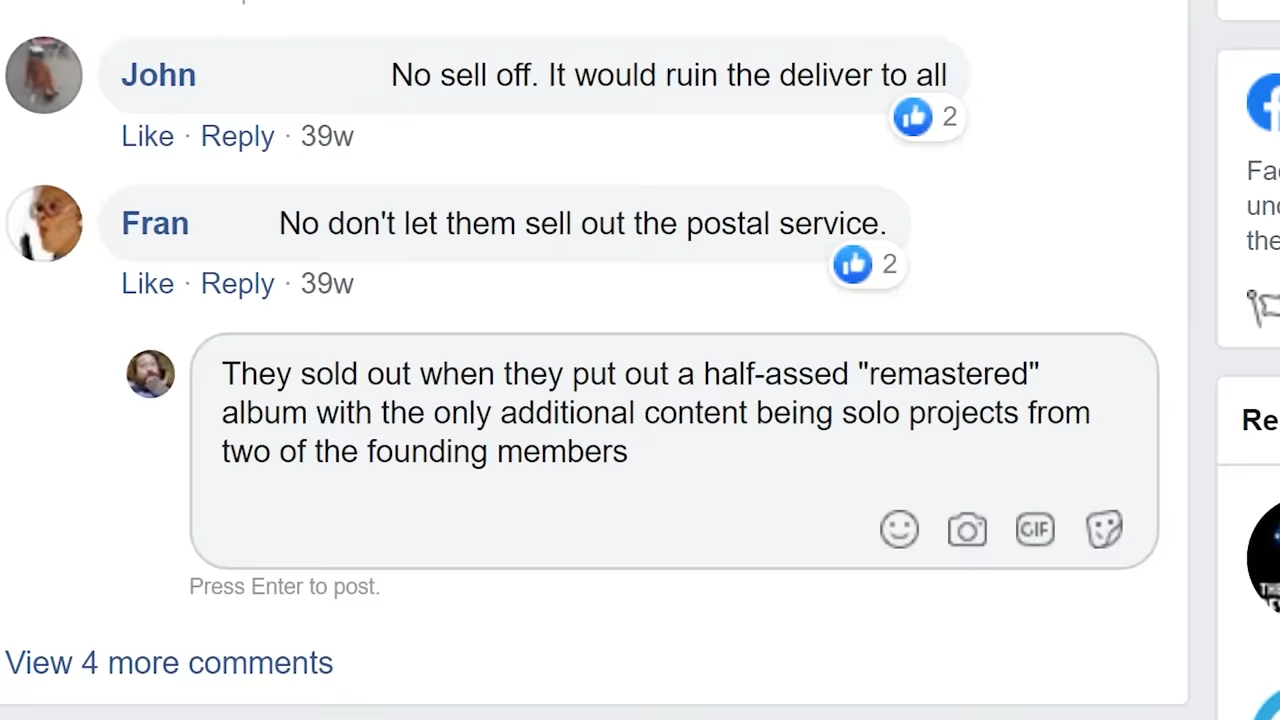 John No sell off. It would ruin the deliver to all
2
Like · Reply · 39w
Fran No don't let them sell out the postal service.
2
Like · Reply · 39w
They sold out when they put out a half-assed "remastered"
album with the only additional content being solo projects from
two of the founding members
GIF
Press Enter to post.
View 4 more comments
Fa
und
the
Re